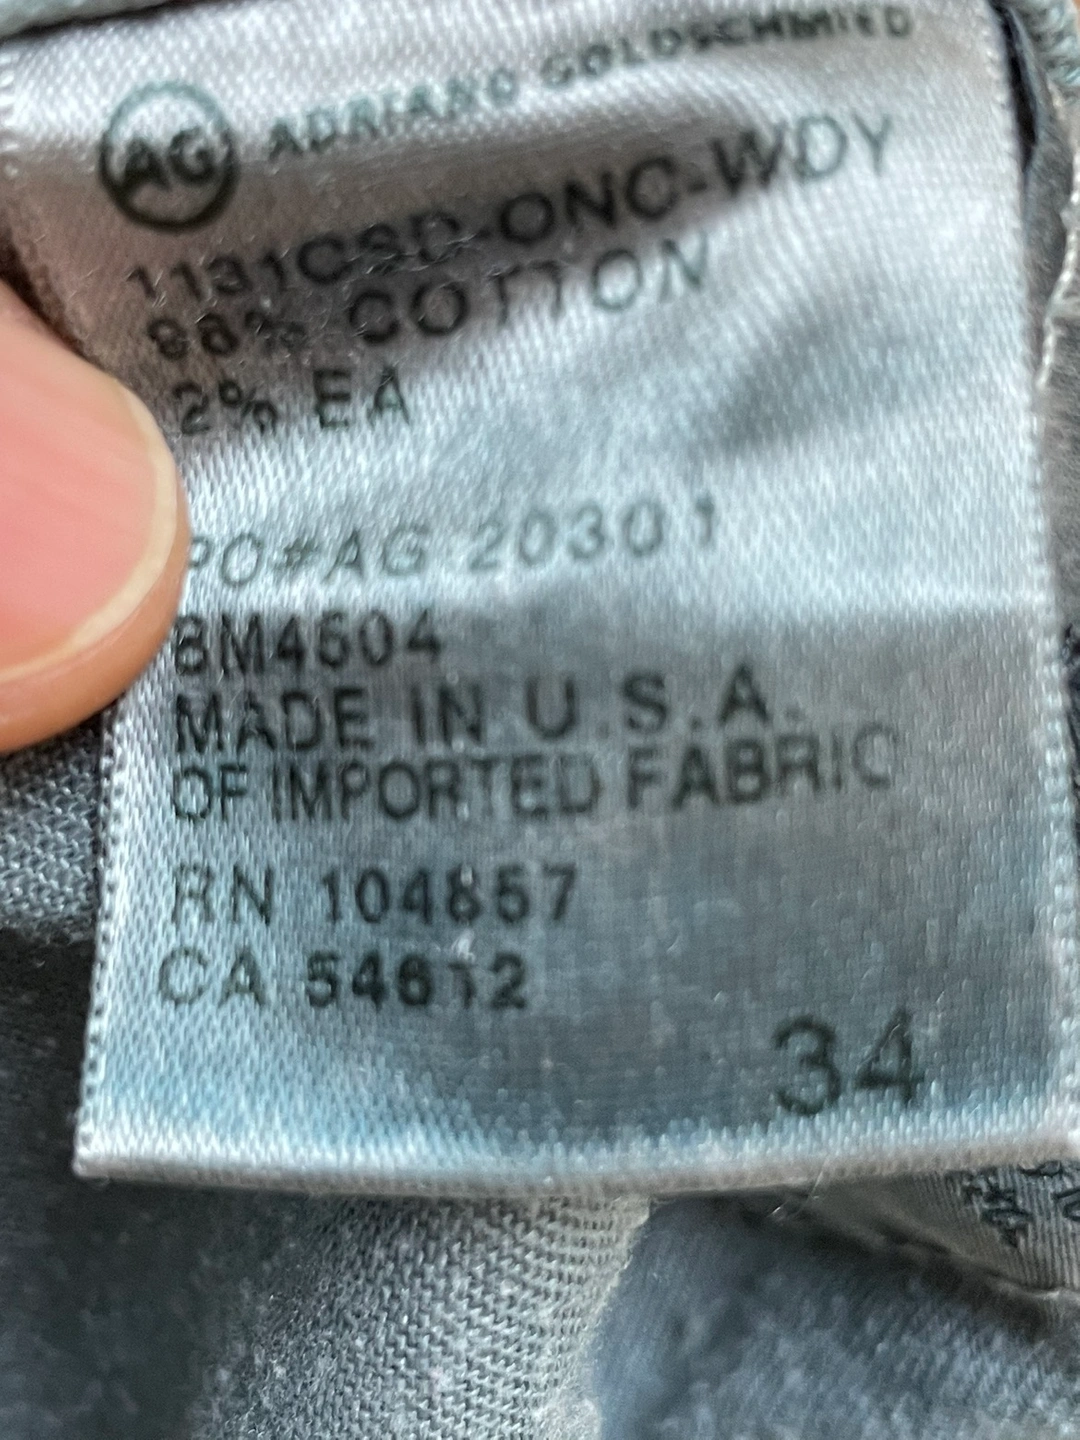 AG ADRIANO GOLDSCHMIED
1131CSD-ONC-WDY
98% COTTON
2% EA
PO#AG 20301
BM4504
MADE IN U.S.A.
OF IMPORTED FABRIC
RN 104857
CA 54612
34